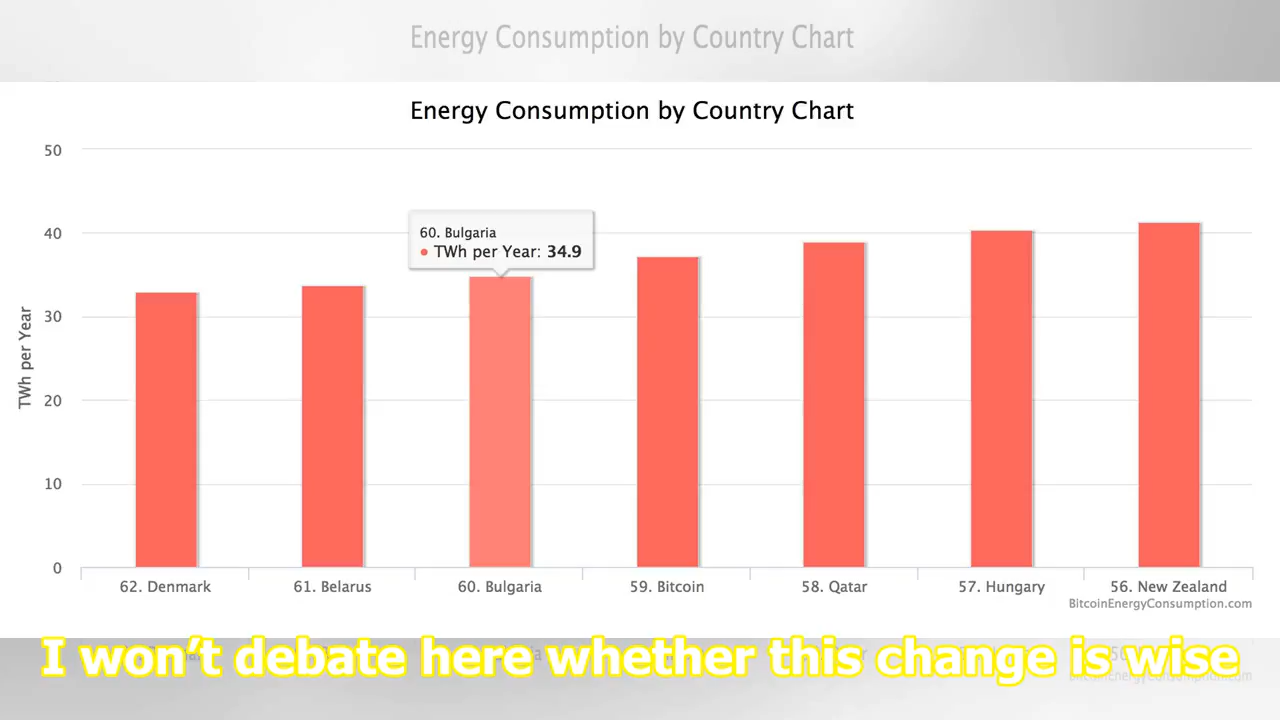 Energy Consumption by Country Chart
Energy Consumption by Country Chart
50
40
30
20
10
0
TWh per Year
60. Bulgaria
TWh per Year: 34.9
62. Denmark
61. Belarus
60. Bulgaria
59. Bitcoin
58. Qatar
57. Hungary
56. New Zealand
BitcoinEnergyConsumption.com
I won’t debate here whether this change is wise
BitcoinEnergyConsumption.com